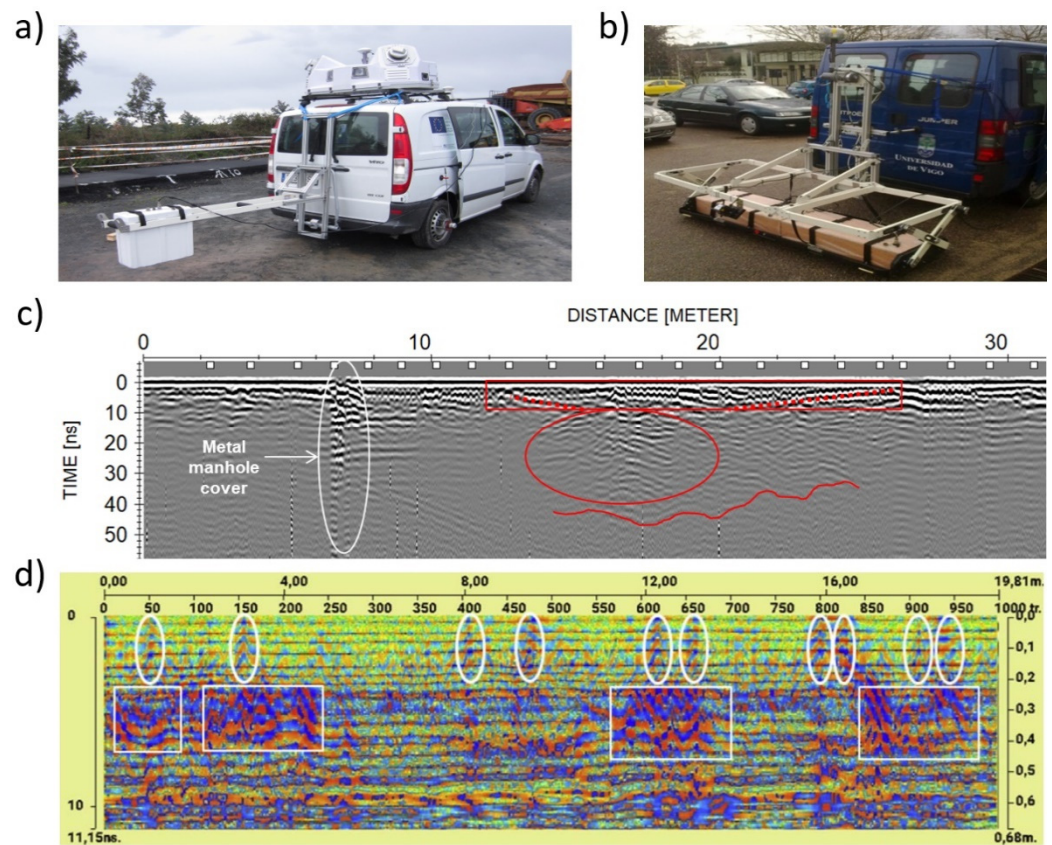 a)
b)
UNIVERSIDAD
DE VIGO
c)
DISTANCE [METER]
0 10 20 30
TIME [ns]
0
10
20
30
40
50
Metal
manhole
cover
d)
0,00 4,00 8,00 12,00 16,00 19,81m.
0 50 100 150 200 250 300 350 400 450 500 550 600 650 700 750 800 850 900 950 1000 tr.
0 0,0
0,1
0,2
0,3
0,4
0,5
10 0,6
11,15ns. 0,68m.